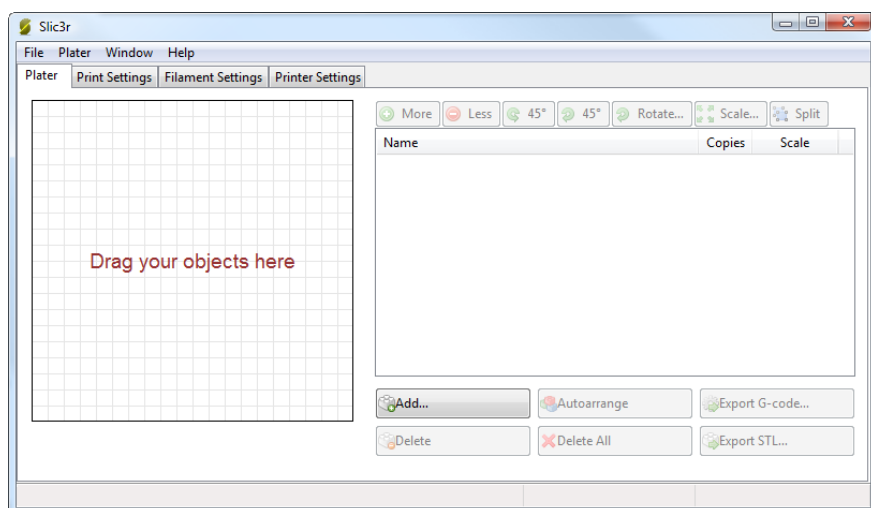 Slic3r
File Plater Window Help
Plater Print Settings Filament Settings Printer Settings
More Less 45° 45° Rotate... Scale... Split
Name Copies Scale
Drag your objects here
Add... Autoarrange Export G-code...
Delete Delete All Export STL...